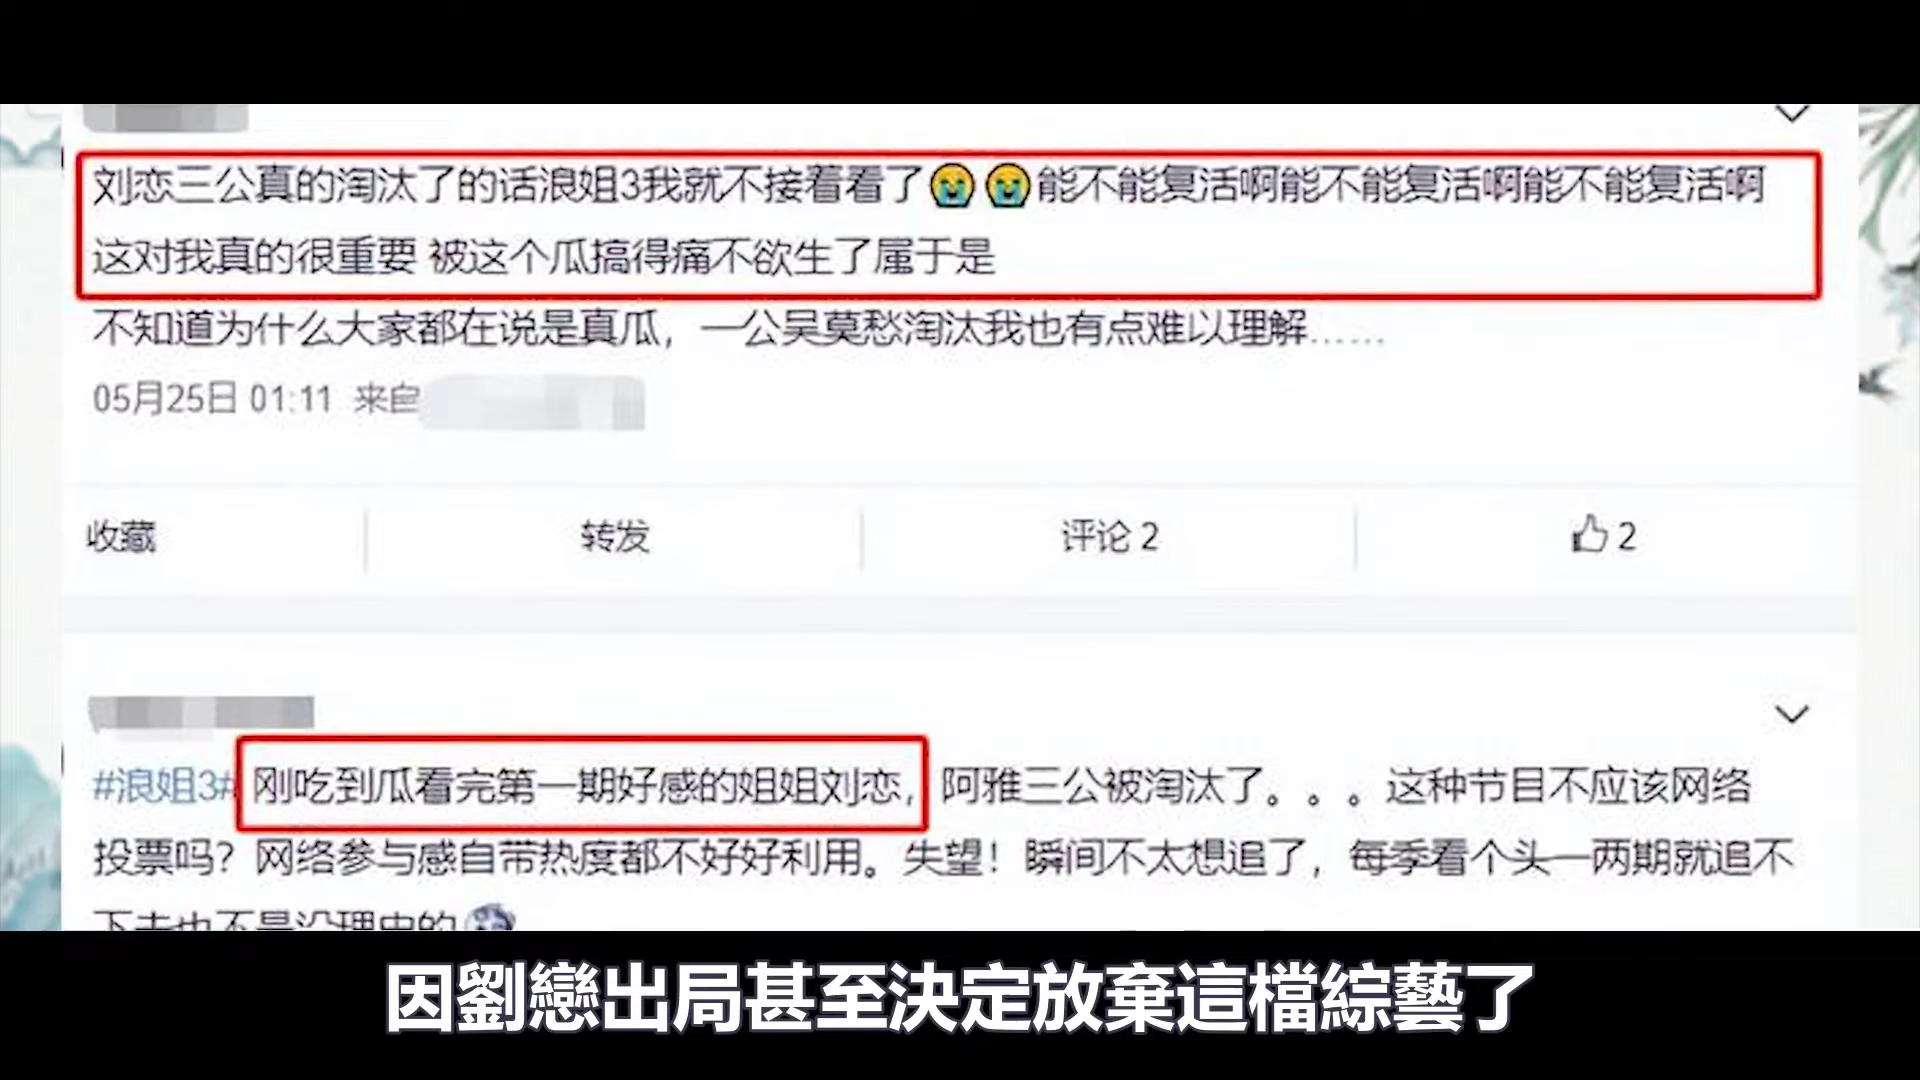 刘恋三公真的淘汰了的话浪姐3我就不接着看了😭😭能不能复活啊能不能复活啊能不能复活啊
这对我真的很重要 被这个瓜搞得痛不欲生了属于是
不知道为什么大家都在说是真瓜，一公吴莫愁淘汰我也有点难以理解……
05月25日 01:11 来自
收藏
转发
评论 2
2
#浪姐3# 刚吃到瓜看完第一期好感的姐姐刘恋，阿雅三公被淘汰了。。。这种节目不应该网络
投票吗？网络参与感自带热度都不好好利用。失望！瞬间不太想追了，每季看个头一两期就追不
下去也不是没理由的
因劉戀出局甚至決定放棄這檔綜藝了